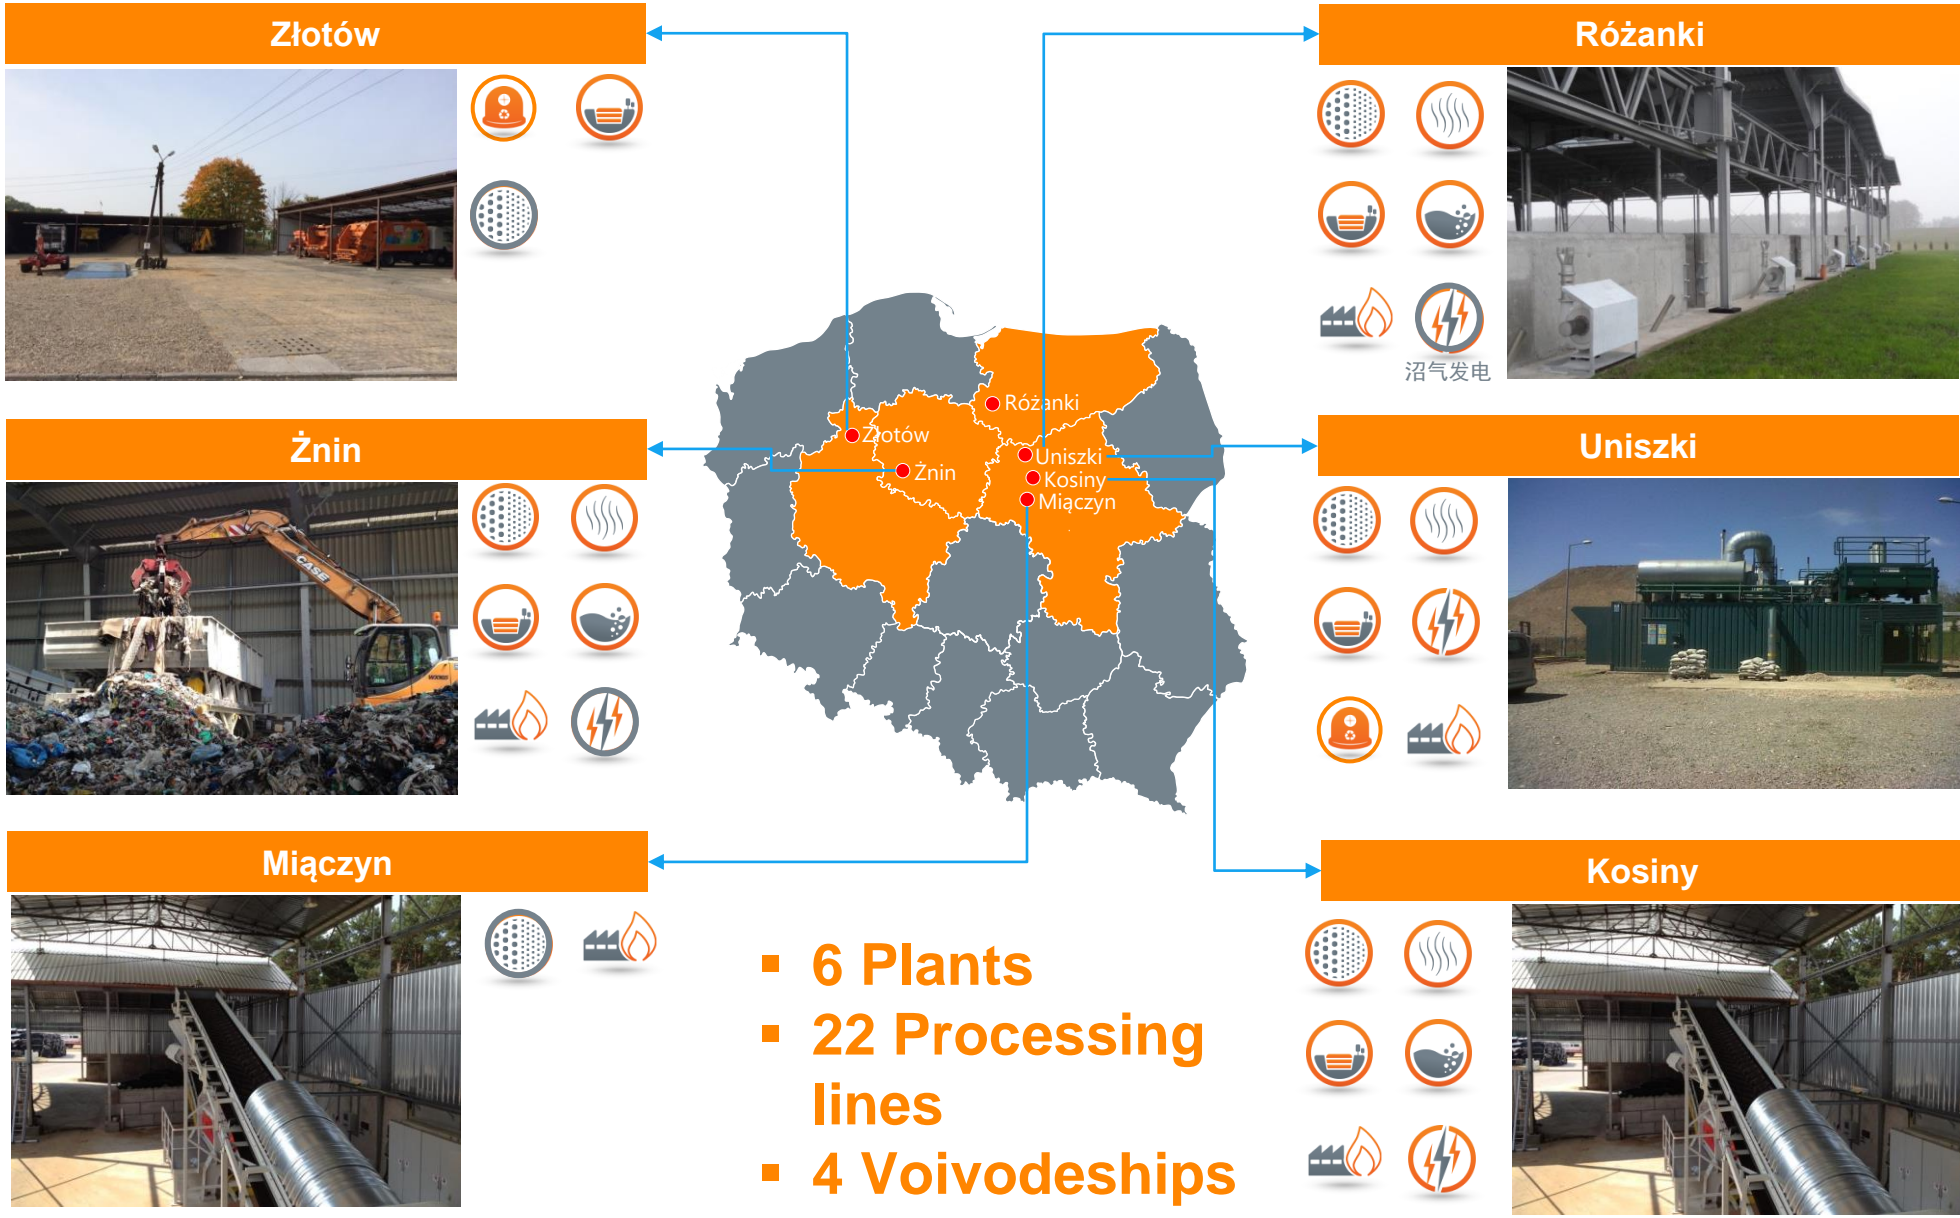 Złotów
Różanki
沼气发电
Żnin
Uniszki
Różanki
Złotów
Żnin
Uniszki
Kosiny
Miączyn
CASE
Miączyn
Kosiny
▪ 6 Plants
▪ 22 Processing
lines
▪ 4 Voivodeships